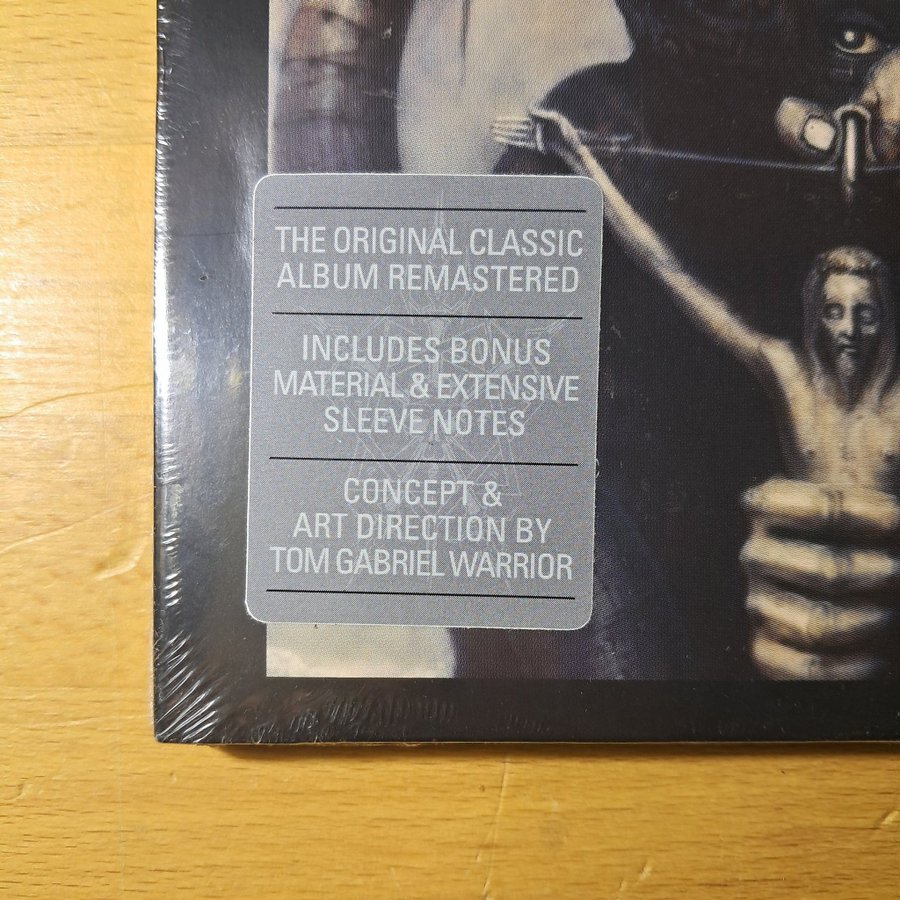 THE ORIGINAL CLASSIC
ALBUM REMASTERED
INCLUDES BONUS
MATERIAL & EXTENSIVE
SLEEVE NOTES
CONCEPT &
ART DIRECTION BY
TOM GABRIEL WARRIOR